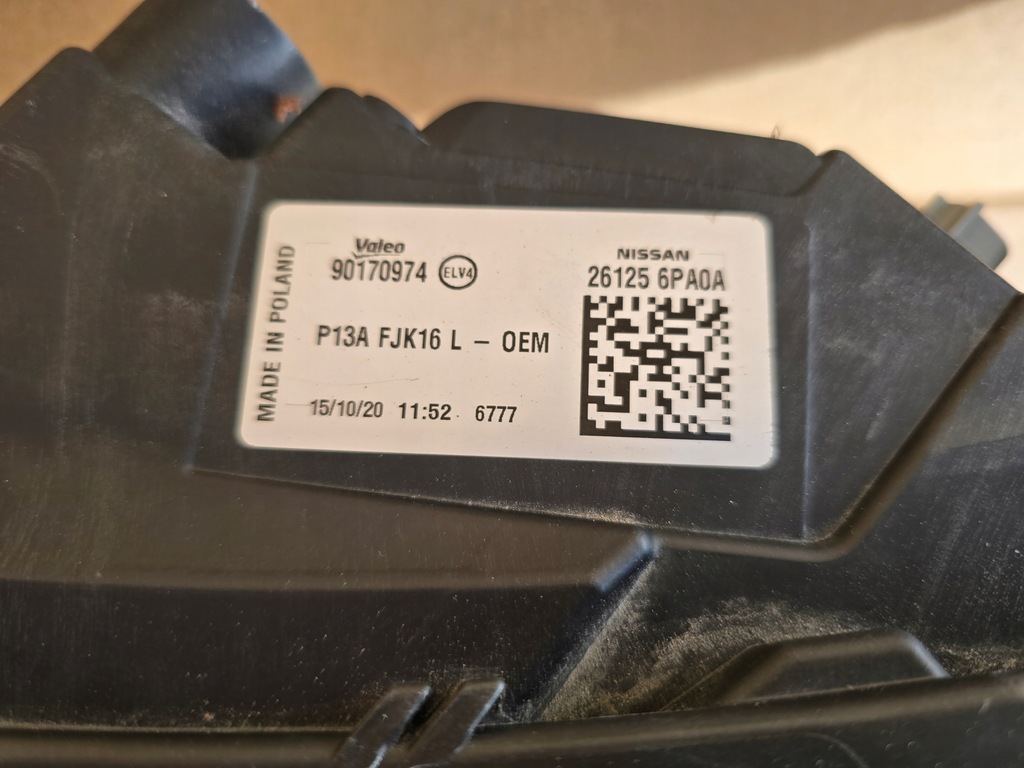 MADE IN POLAND
Valeo
90170974 ELV4
P13A FJK16 L – OEM
15/10/20 11:52 6777
NISSAN
26125 6PA0A